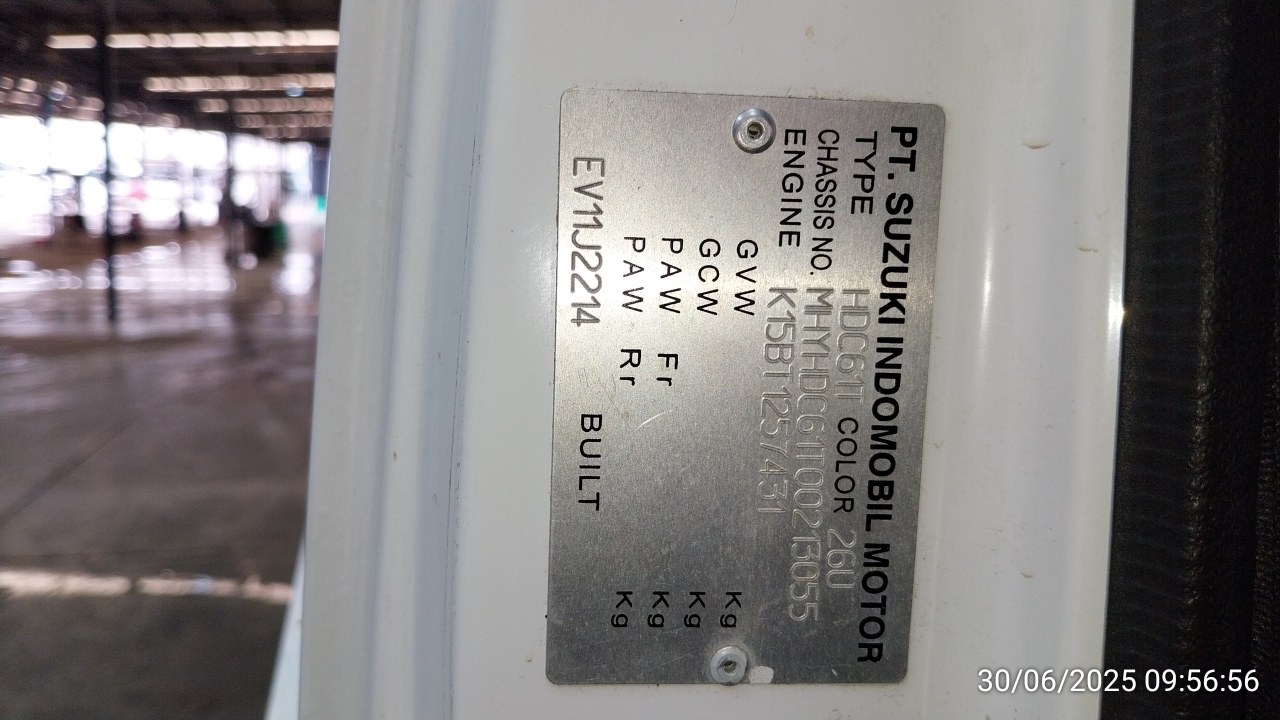 PT. SUZUKI INDOMOBIL MOTOR
TYPE HDC61T COLOR 26U
CHASSIS NO. MHYHDC61T00213055
ENGINE K15BT1257431
GVW Kg
GCW Kg
PAW Fr Kg
PAW Rr Kg
EV11J2214 BUILT
30/06/2025 09:56:56